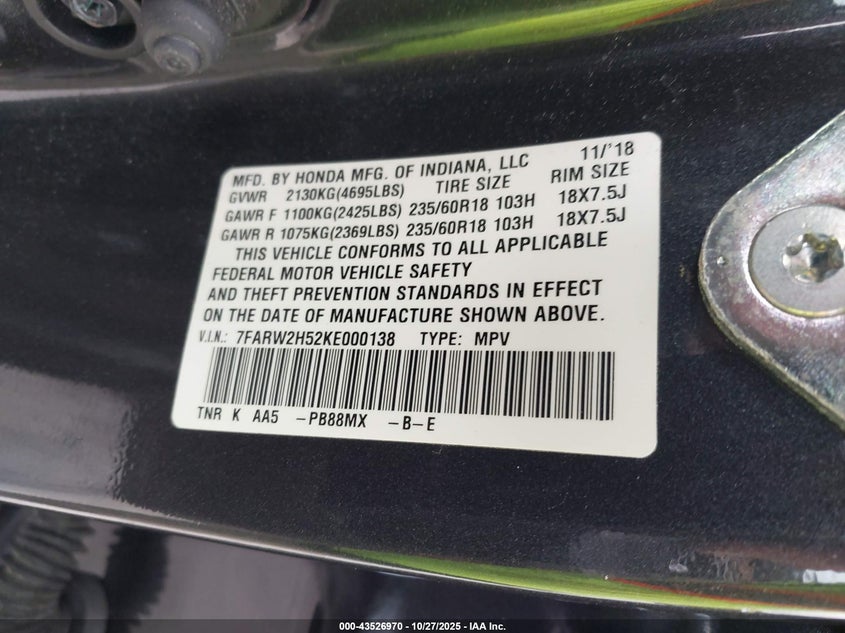 MFD. BY HONDA MFG. OF INDIANA, LLC 11/'18
GVWR 2130KG(4695LBS) TIRE SIZE RIM SIZE
GAWR F 1100KG(2425LBS) 235/60R18 103H 18X7.5J
GAWR R 1075KG(2369LBS) 235/60R18 103H 18X7.5J
THIS VEHICLE CONFORMS TO ALL APPLICABLE
FEDERAL MOTOR VEHICLE SAFETY
AND THEFT PREVENTION STANDARDS IN EFFECT
ON THE DATE OF MANUFACTURE SHOWN ABOVE.
V.I.N.: 7FARW2H52KE000138 TYPE: MPV
TNR K AA5 -PB88MX -B-E
000-43526970 - 10/27/2025 - IAA Inc.